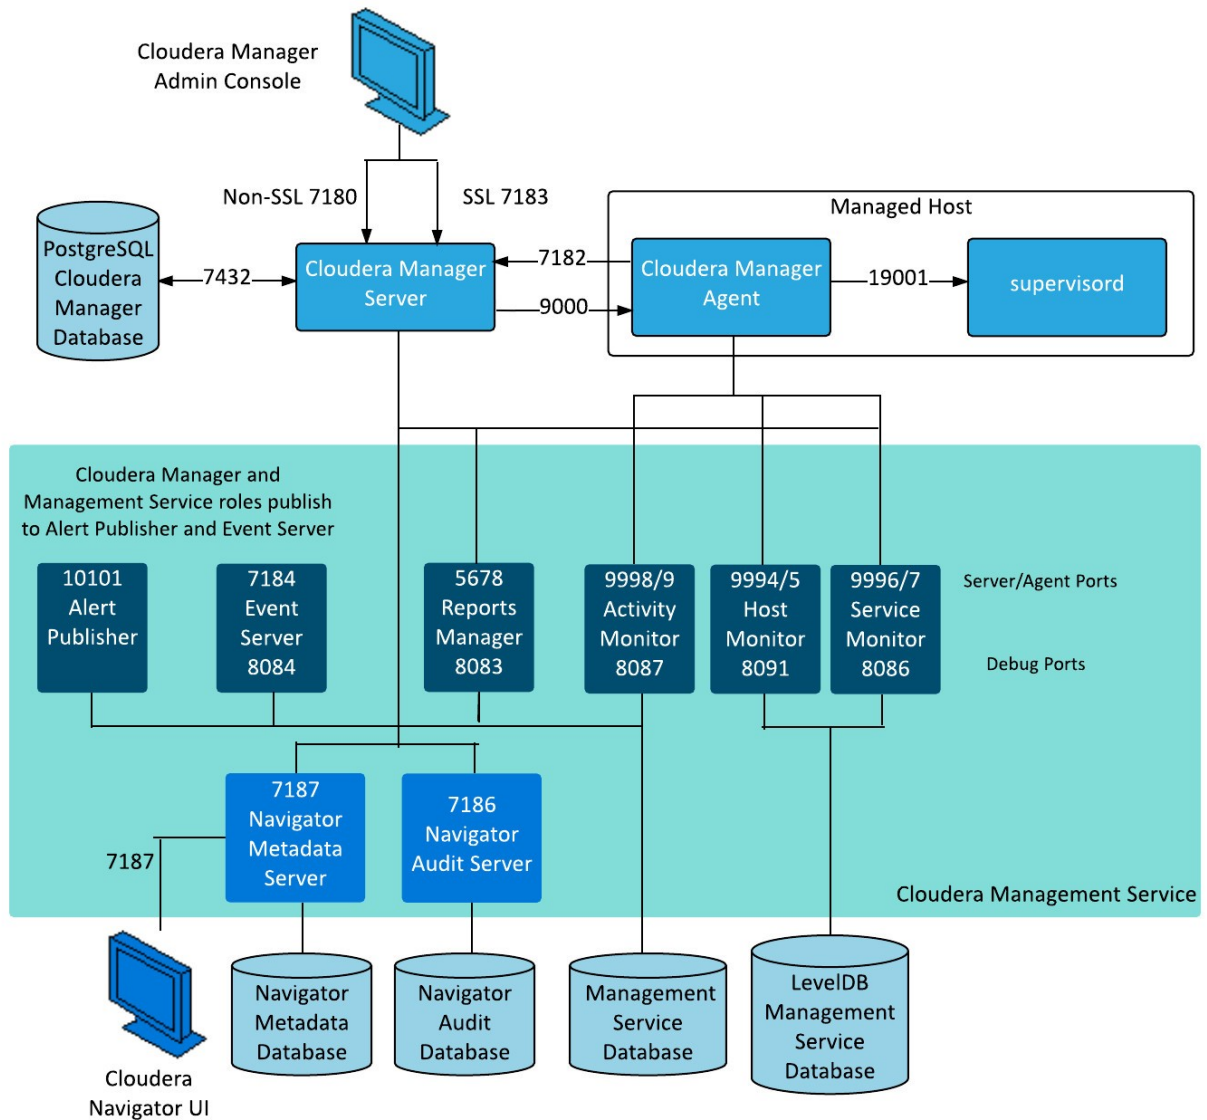 Cloudera Manager
Admin Console
Non-SSL 7180
SSL 7183
Managed Host
PostgreSQL
Cloudera
Manager
Database
7432
Cloudera Manager
Server
7182
9000
Cloudera Manager
Agent
19001
supervisord
Cloudera Manager and
Management Service roles publish
to Alert Publisher and Event Server
10101
Alert
Publisher
7184
Event
Server
8084
5678
Reports
Manager
8083
9998/9
Activity
Monitor
8087
9994/5
Host
Monitor
8091
9996/7
Service
Monitor
8086
Server/Agent Ports
Debug Ports
7187
Navigator
Metadata
Server
7186
Navigator
Audit Server
7187
Cloudera Management Service
Cloudera
Navigator UI
Navigator
Metadata
Database
Navigator
Audit
Database
Management
Service
Database
LevelDB
Management
Service
Database